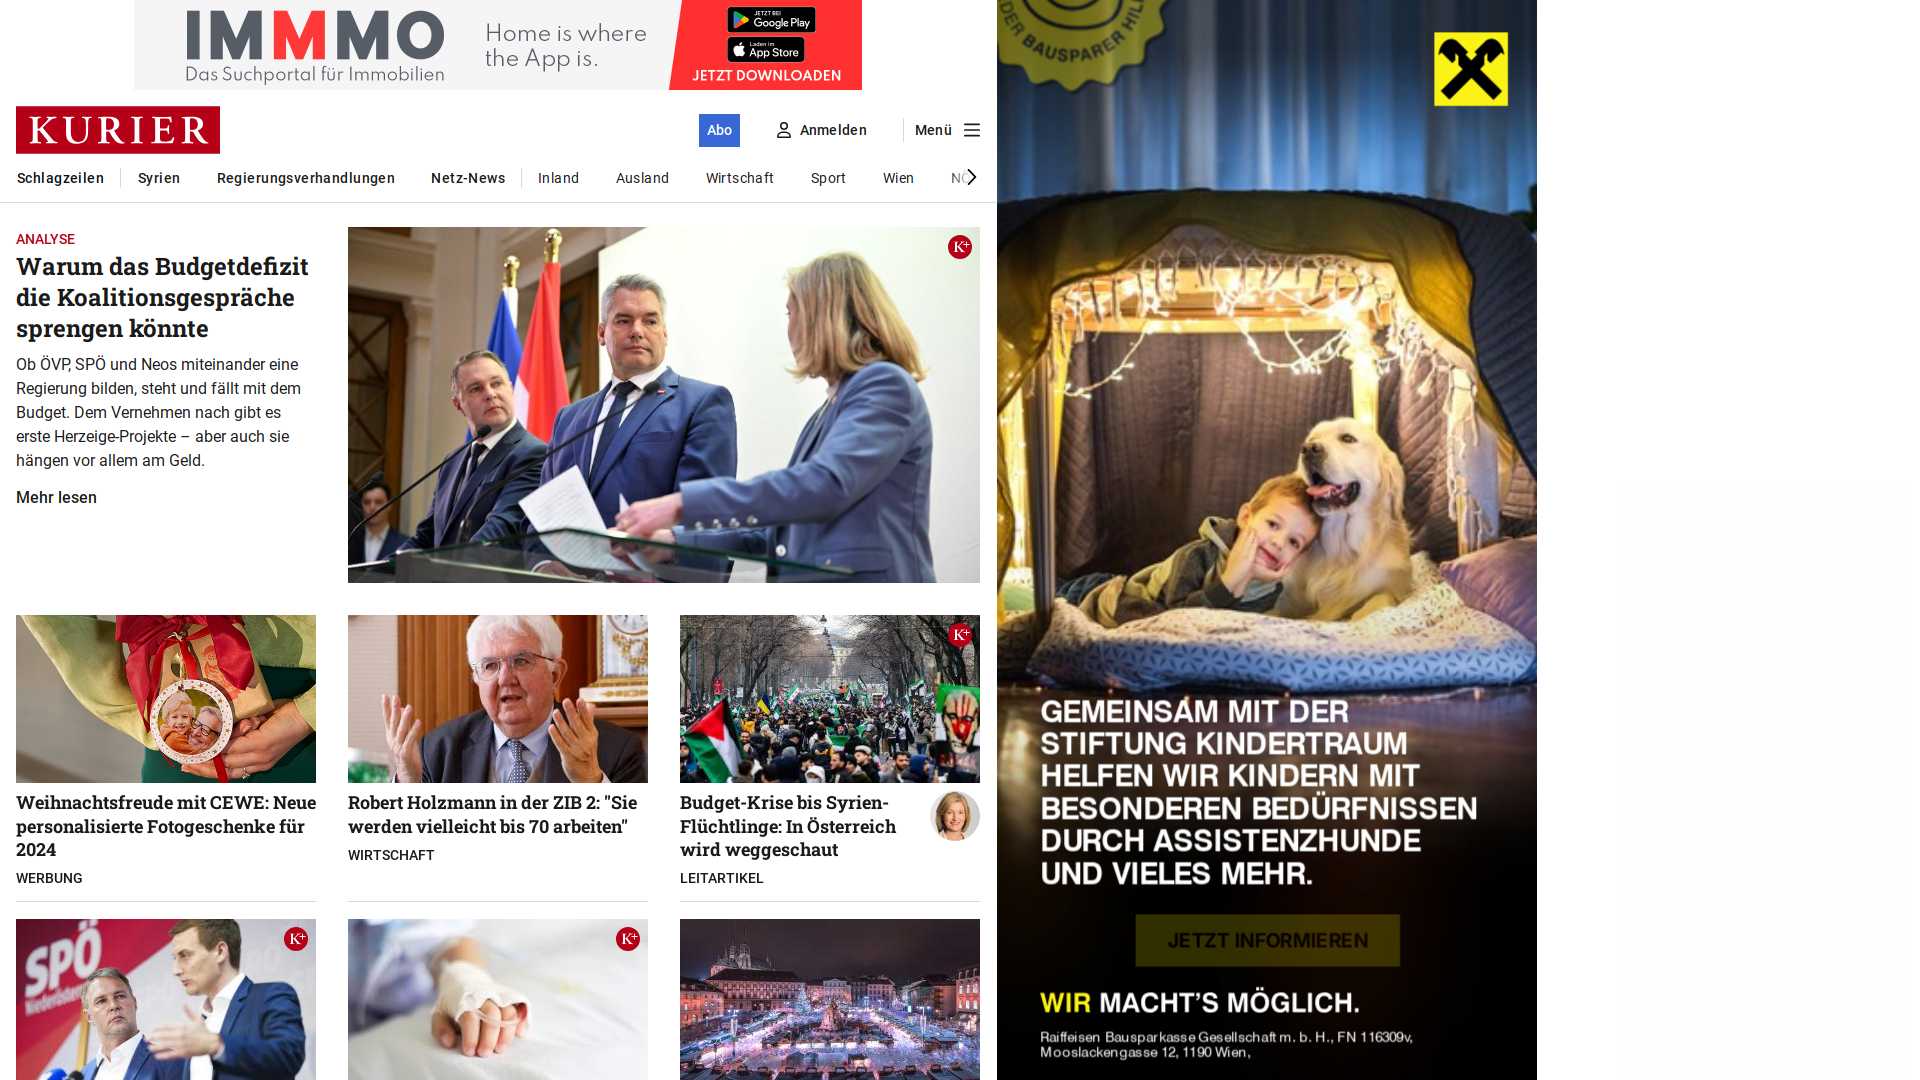 IMMMO
Das Suchportal für Immobilien
Home is where
the App is.
JETZT BEI
Google Play
Laden im
App Store
JETZT DOWNLOADEN
DER BAUSPARER HILF
KURIER
Abo
Anmelden
Menü
Schlagzeilen
Syrien
Regierungsverhandlungen
Netz-News
Inland
Ausland
Wirtschaft
Sport
Wien
NÖ
ANALYSE
Warum das Budgetdefizit
die Koalitionsgespräche
sprengen könnte
Ob ÖVP, SPÖ und Neos miteinander eine
Regierung bilden, steht und fällt mit dem
Budget. Dem Vernehmen nach gibt es
erste Herzeige-Projekte – aber auch sie
hängen vor allem am Geld.
Mehr lesen
K+
K+
Weihnachtsfreude mit CEWE: Neue
personalisierte Fotogeschenke für
2024
WERBUNG
Robert Holzmann in der ZIB 2: "Sie
werden vielleicht bis 70 arbeiten"
WIRTSCHAFT
Budget-Krise bis Syrien-
Flüchtlinge: In Österreich
wird weggeschaut
LEITARTIKEL
SPÖ
Niederösterreich
K+
K+
GEMEINSAM MIT DER
STIFTUNG KINDERTRAUM
HELFEN WIR KINDERN MIT
BESONDEREN BEDÜRFNISSEN
DURCH ASSISTENZHUNDE
UND VIELES MEHR.
JETZT INFORMIEREN
WIR MACHT'S MÖGLICH.
Raiffeisen Bausparkasse Gesellschaft m. b. H., FN 116309v,
Mooslackengasse 12, 1190 Wien,